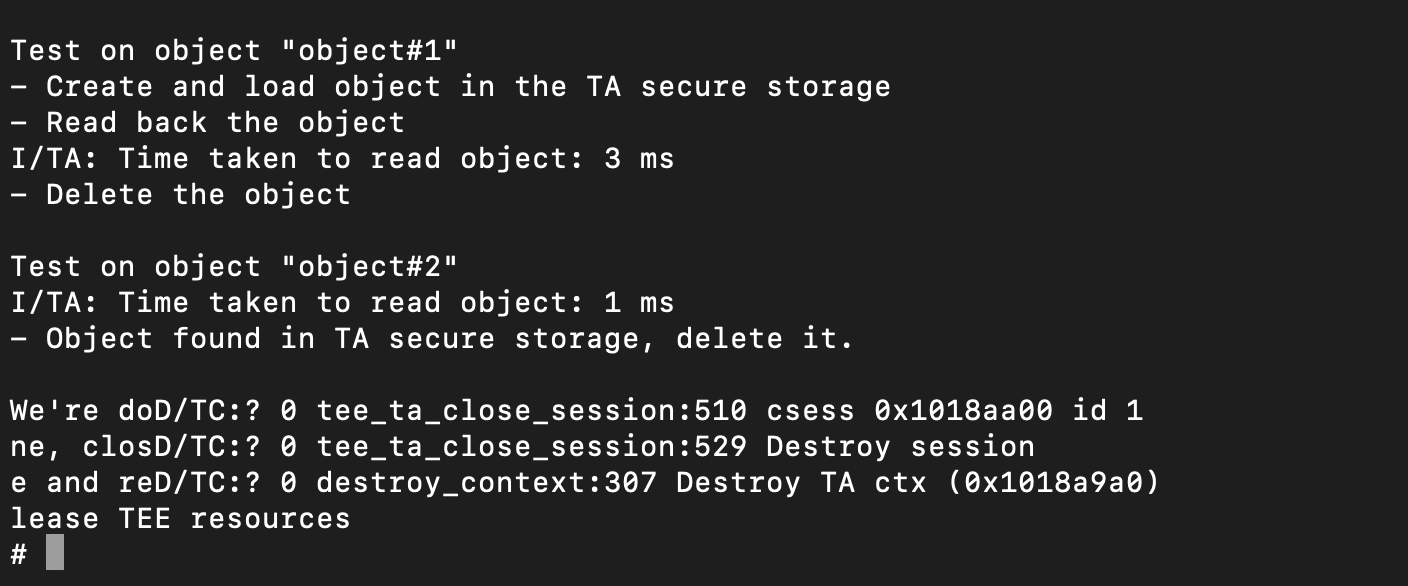 Test on object "object#1"
- Create and load object in the TA secure storage
- Read back the object
I/TA: Time taken to read object: 3 ms
- Delete the object
Test on object "object#2"
I/TA: Time taken to read object: 1 ms
- Object found in TA secure storage, delete it.
We're doD/TC:? 0 tee_ta_close_session:510 csess 0x1018aa00 id 1
ne, closD/TC:? 0 tee_ta_close_session:529 Destroy session
e and reD/TC:? 0 destroy_context:307 Destroy TA ctx (0x1018a9a0)
lease TEE resources
#